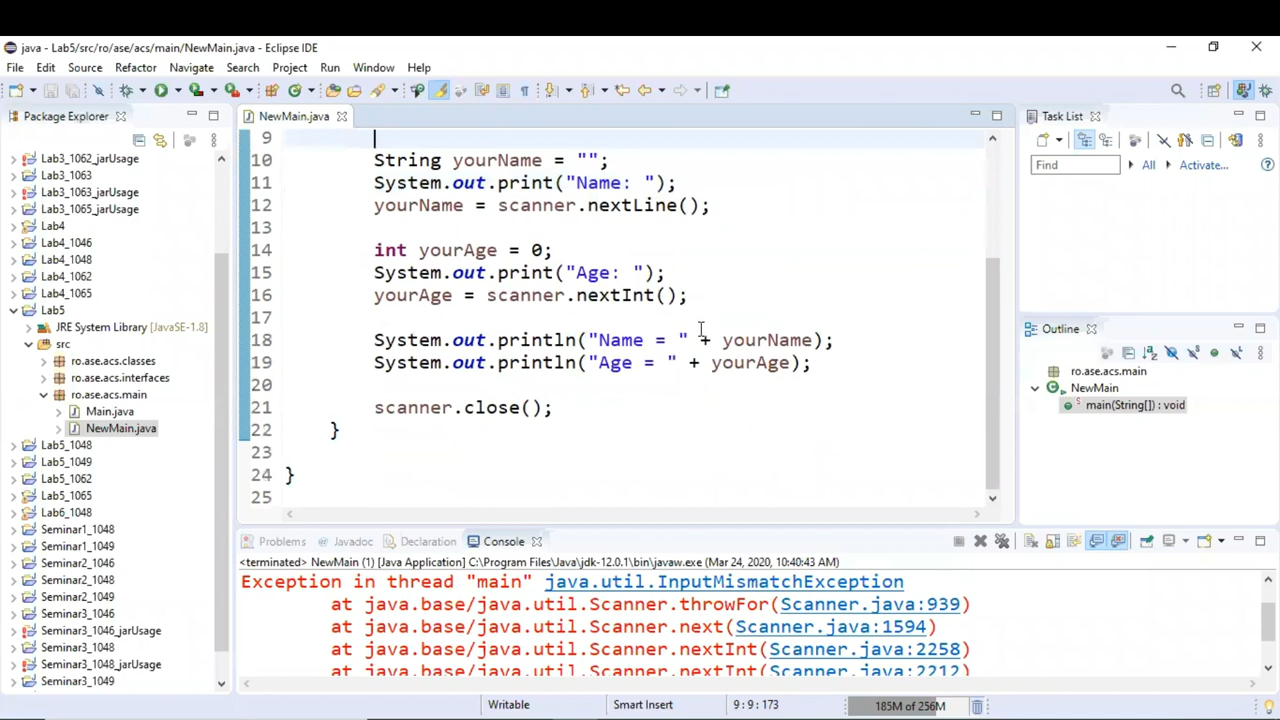 java - Lab5/src/ro/ase/acs/main/NewMain.java - Eclipse IDE
File Edit Source Refactor Navigate Search Project Run Window Help
Package Explorer
Lab3_1062_jarUsage
Lab3_1063
Lab3_1063_jarUsage
Lab3_1065_jarUsage
Lab4
Lab4_1046
Lab4_1048
Lab4_1062
Lab4_1065
Lab5
JRE System Library [JavaSE-1.8]
src
ro.ase.acs.classes
ro.ase.acs.interfaces
ro.ase.acs.main
Main.java
NewMain.java
Lab5_1048
Lab5_1049
Lab5_1062
Lab5_1065
Lab6_1048
Seminar1_1048
Seminar1_1049
Seminar2_1046
Seminar2_1048
Seminar2_1049
Seminar3_1046
Seminar3_1046_jarUsage
Seminar3_1048
Seminar3_1048_jarUsage
Seminar3_1049
NewMain.java
9
10 String yourName = "";
11 System.out.print("Name: ");
12 yourName = scanner.nextLine();
13
14 int yourAge = 0;
15 System.out.print("Age: ");
16 yourAge = scanner.nextInt();
17
18 System.out.println("Name = " + yourName);
19 System.out.println("Age = " + yourAge);
20
21 scanner.close();
22 }
23
24 }
25
Task List
Find All Activate...
Outline
ro.ase.acs.main
NewMain
main(String[]) : void
Problems Javadoc Declaration Console
<terminated> NewMain (1) [Java Application] C:\Program Files\Java\jdk-12.0.1\bin\javaw.exe (Mar 24, 2020, 10:40:43 AM)
Exception in thread "main" java.util.InputMismatchException
at java.base/java.util.Scanner.throwFor(Scanner.java:939)
at java.base/java.util.Scanner.next(Scanner.java:1594)
at java.base/java.util.Scanner.nextInt(Scanner.java:2258)
at java.base/java.util.Scanner.nextInt(Scanner.java:2212)
Writable Smart Insert 9 : 9 : 173 185M of 256M